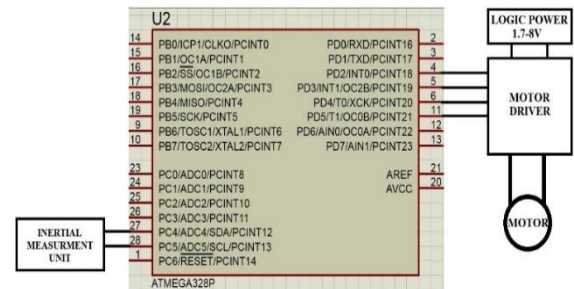 U2
LOGIC POWER
1.7-8V
14 PB0/ICP1/CLKO/PCINT0 PD0/RXD/PCINT16 2
15 PB1/OC1A/PCINT1 PD1/TXD/PCINT17 3
16 PB2/SS/OC1B/PCINT2 PD2/INT0/PCINT18 4
17 PB3/MOSI/OC2A/PCINT3 PD3/INT1/OC2B/PCINT19 5
18 PB4/MISO/PCINT4 PD4/T0/XCK/PCINT20 6
19 PB5/SCK/PCINT5 PD5/T1/OC0B/PCINT21 11
9 PB6/TOSC1/XTAL1/PCINT6 PD6/AIN0/OC0A/PCINT22 12
10 PB7/TOSC2/XTAL2/PCINT7 PD7/AIN1/PCINT23 13
MOTOR
DRIVER
23 PC0/ADC0/PCINT8 AREF 21
24 PC1/ADC1/PCINT9 AVCC 20
25 PC2/ADC2/PCINT10
26 PC3/ADC3/PCINT11
27 PC4/ADC4/SDA/PCINT12
28 PC5/ADC5/SCL/PCINT13
1 PC6/RESET/PCINT14
INERTIAL
MEASURMENT
UNIT
MOTOR
ATMEGA328P